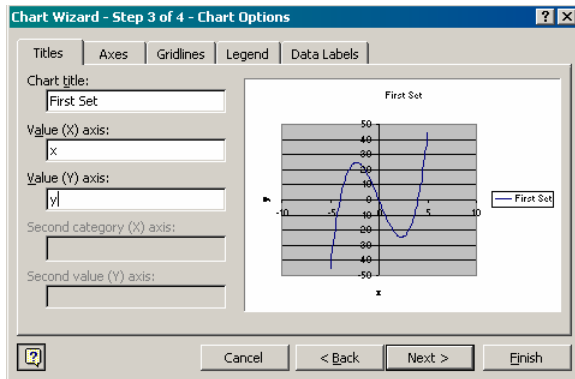 Chart Wizard - Step 3 of 4 - Chart Options
Titles
Axes
Gridlines
Legend
Data Labels
Chart title:
First Set
Value (X) axis:
x
Value (Y) axis:
y
Second category (X) axis:
Second value (Y) axis:
First Set
50
40
30
20
10
0
-10
-20
-30
-40
-50
-10
-5
0
5
10
y
x
First Set
Cancel
< Back
Next >
Finish